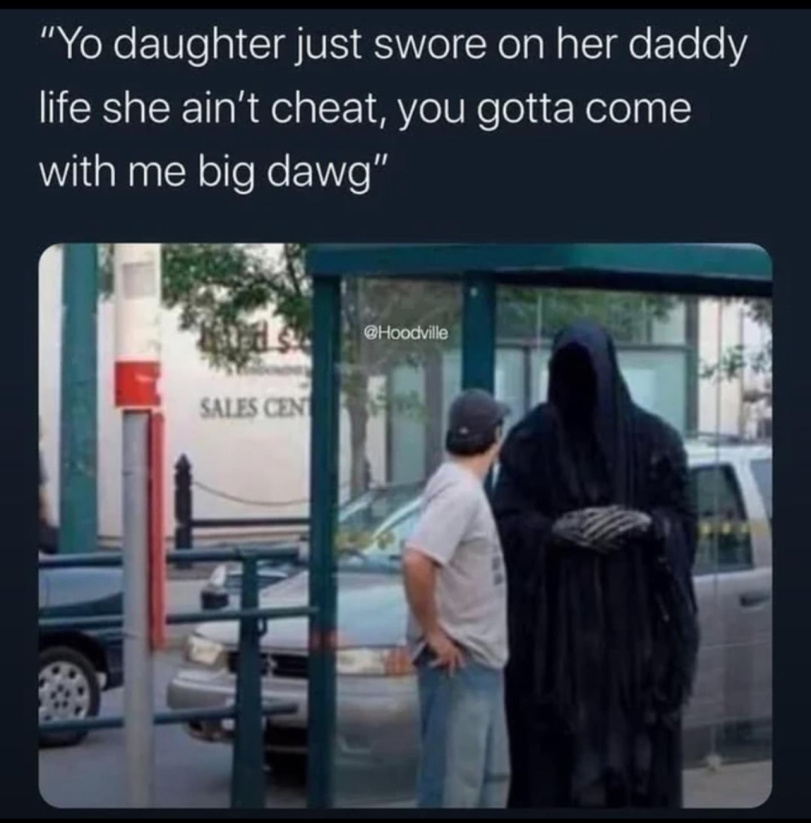 "Yo daughter just swore on her daddy
life she ain't cheat, you gotta come
with me big dawg"
@Hoodville
SALES CEN